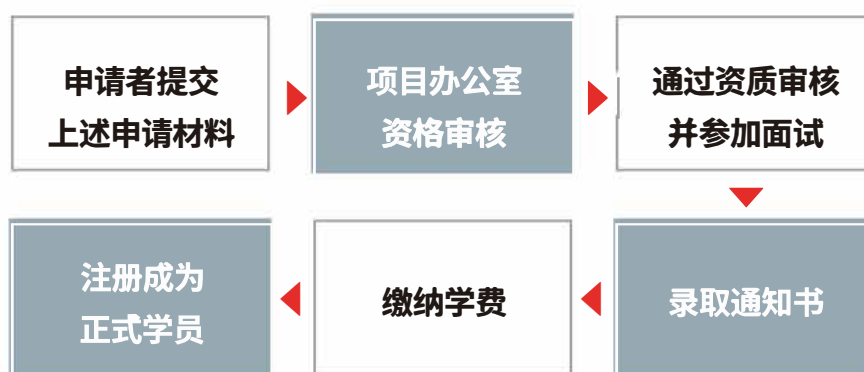 申请者提交
上述申请材料
项目办公室
资格审核
通过资质审核
并参加面试
录取通知书
缴纳学费
注册成为
正式学员